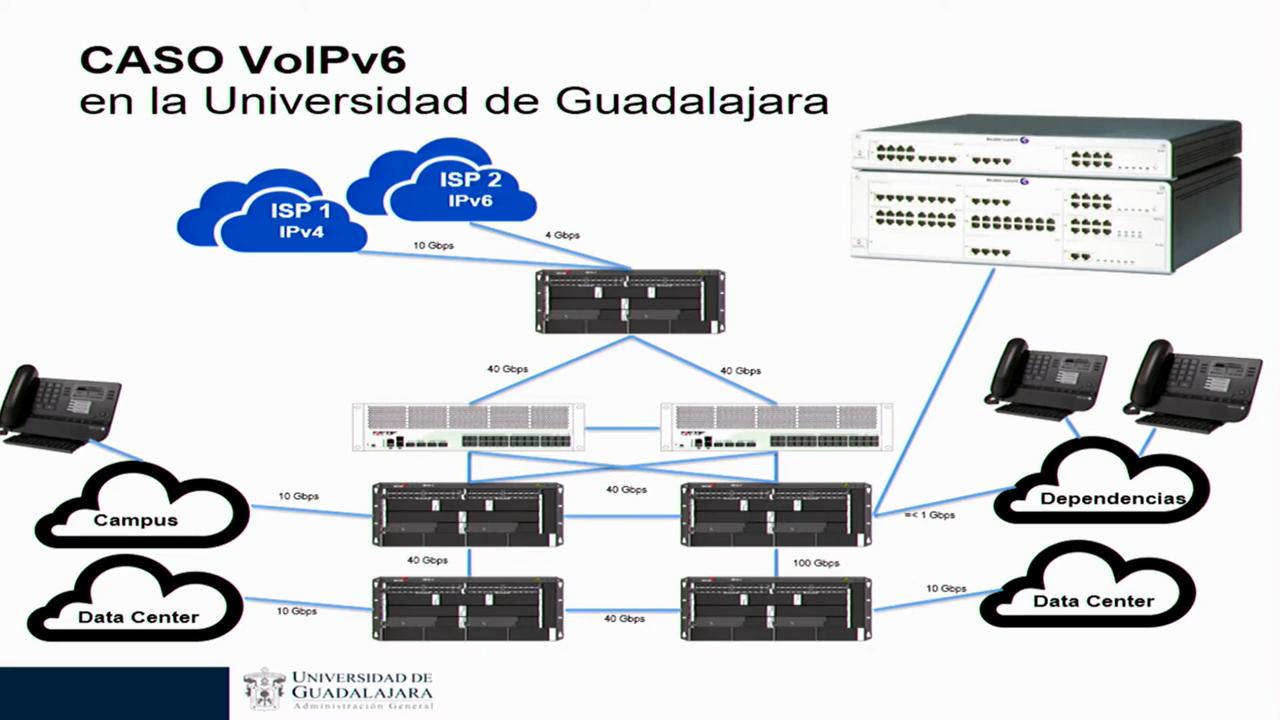 CASO VoIPv6
en la Universidad de Guadalajara
ISP 2
IPv6
ISP 1
IPv4
4 Gbps
10 Gbps
40 Gbps
40 Gbps
10 Gbps
40 Gbps
Campus
=< 1 Gbps
Dependencias
40 Gbps
100 Gbps
Data Center
10 Gbps
40 Gbps
10 Gbps
Data Center
UNIVERSIDAD DE
GUADALAJARA
Administración General